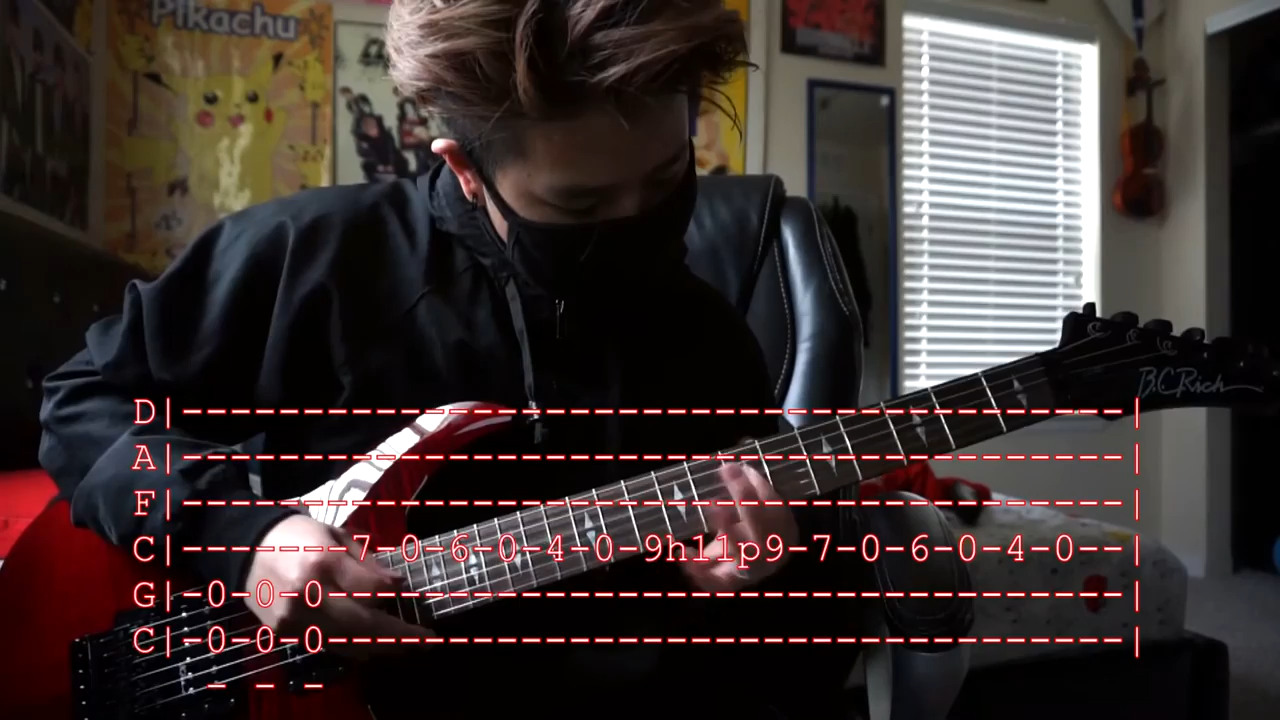 Pikachu
B.C.Rich
D|---------------------------------------------------------|
A|---------------------------------------------------------|
F|---------------------------------------------------------|
C|-------7-0-6-0-4-0-9h11p9-7-0-6-0-4-0--|
G|-0-0-0--------------------------------------------------|
C|-0-0-0--------------------------------------------------|
- - -